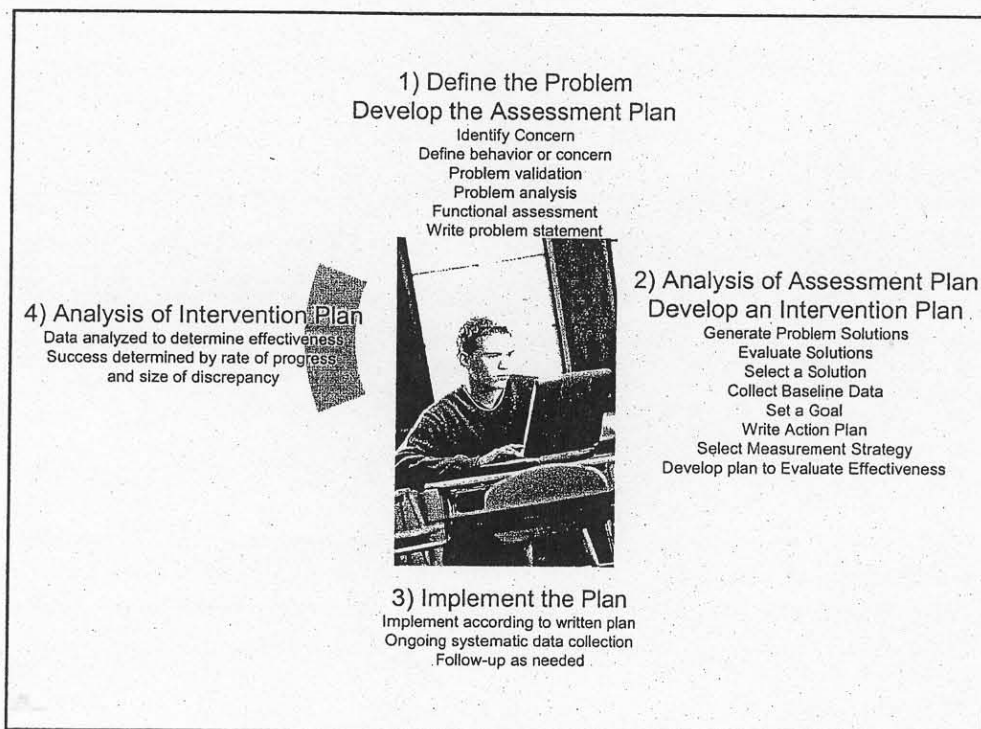 1) Define the Problem
Develop the Assessment Plan
Identify Concern
Define behavior or concern
Problem validation
Problem analysis
Functional assessment
Write problem statement
2) Analysis of Assessment Plan
Develop an Intervention Plan
Generate Problem Solutions
Evaluate Solutions
Select a Solution
Collect Baseline Data
Set a Goal
Write Action Plan
Select Measurement Strategy
Develop plan to Evaluate Effectiveness
3) Implement the Plan
Implement according to written plan
Ongoing systematic data collection
Follow-up as needed
4) Analysis of Intervention Plan
Data analyzed to determine effectiveness
Success determined by rate of progress
and size of discrepancy